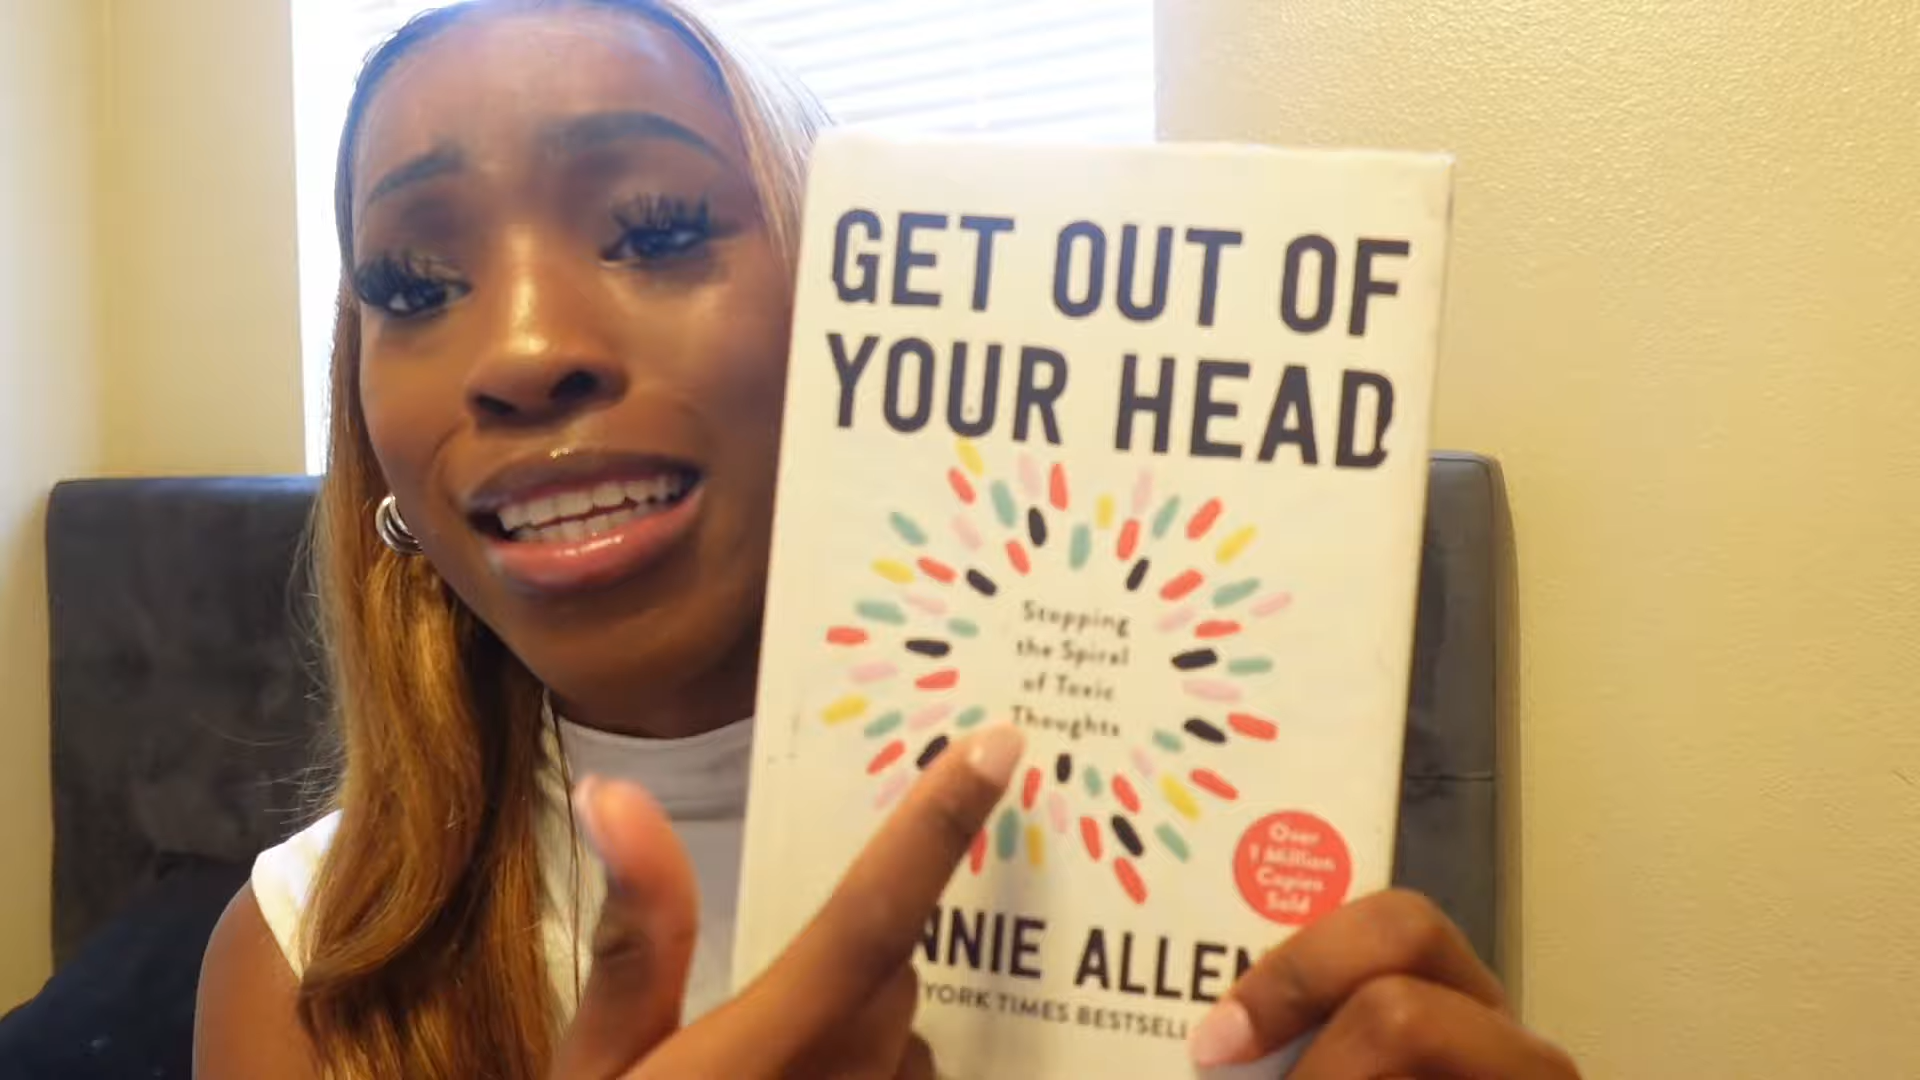 GET OUT OF
YOUR HEAD
Stopping
the Spiral
of Toxic
Thoughts
Over
1 Million
Copies
Sold
NNIE ALLEN
YORK TIMES BESTSELL